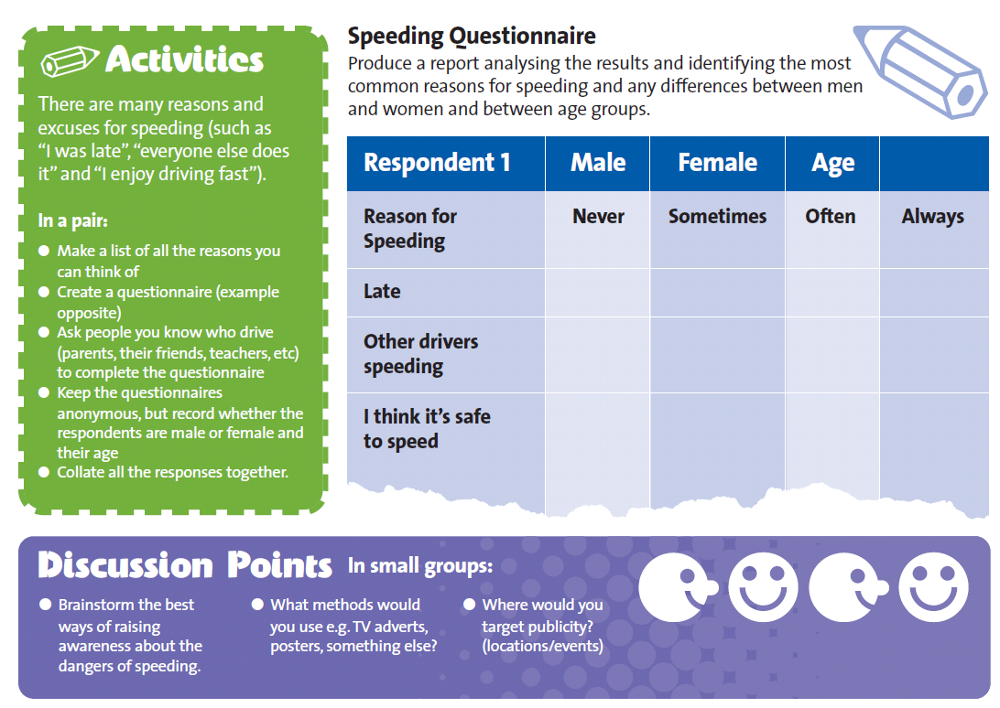 Activities
There are many reasons and
excuses for speeding (such as
“I was late”, “everyone else does
it” and “I enjoy driving fast”).
In a pair:
● Make a list of all the reasons you
can think of
● Create a questionnaire (example
opposite)
● Ask people you know who drive
(parents, their friends, teachers, etc)
to complete the questionnaire
● Keep the questionnaires
anonymous, but record whether the
respondents are male or female and
their age
● Collate all the responses together.
Speeding Questionnaire
Produce a report analysing the results and identifying the most
common reasons for speeding and any differences between men
and women and between age groups.
Respondent 1 Male Female Age
Reason for Never Sometimes Often Always
Speeding
Late
Other drivers
speeding
I think it’s safe
to speed
Discussion Points In small groups:
● Brainstorm the best
ways of raising
awareness about the
dangers of speeding.
● What methods would
you use e.g. TV adverts,
posters, something else?
● Where would you
target publicity?
(locations/events)